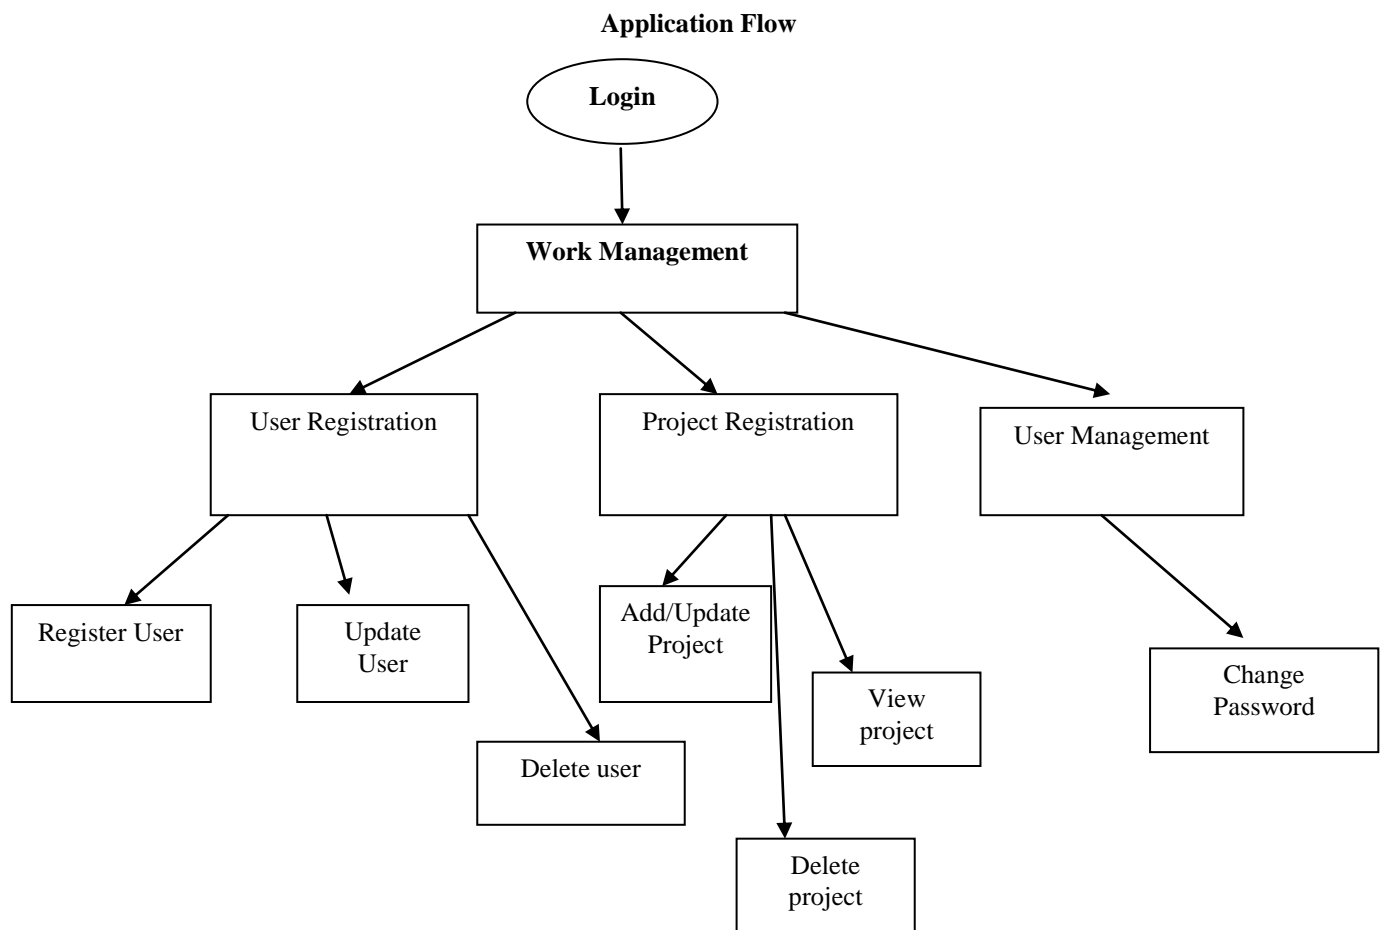 Application Flow
Login
Work Management
User Registration
Project Registration
User Management
Register User
Update
User
Add/Update
Project
View
project
Change
Password
Delete user
Delete
project